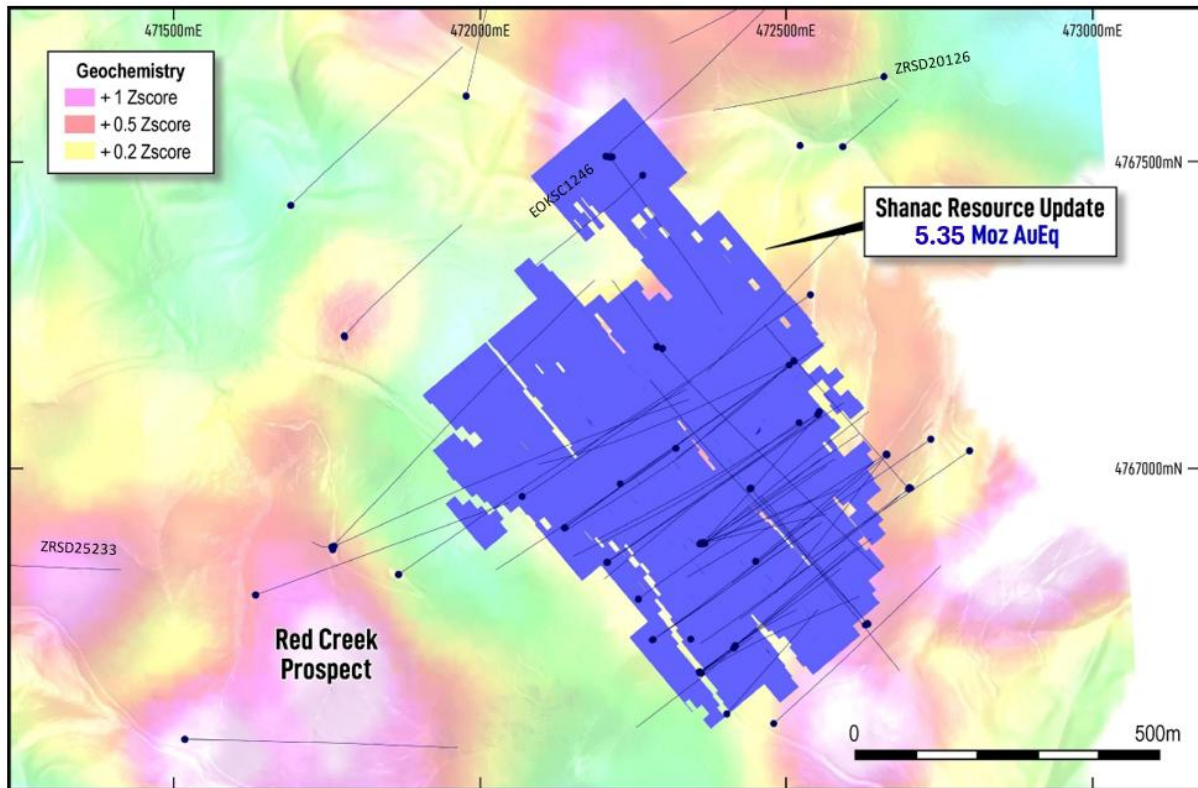 471500mE
472000mE
472500mE
473000mE
Geochemistry
+ 1 Zscore
+ 0.5 Zscore
+ 0.2 Zscore
ZRSD20126
4767500mN
EOKSC1246
Shanac Resource Update
5.35 Moz AuEq
4767000mN
ZRSD25233
Red Creek
Prospect
0
500m